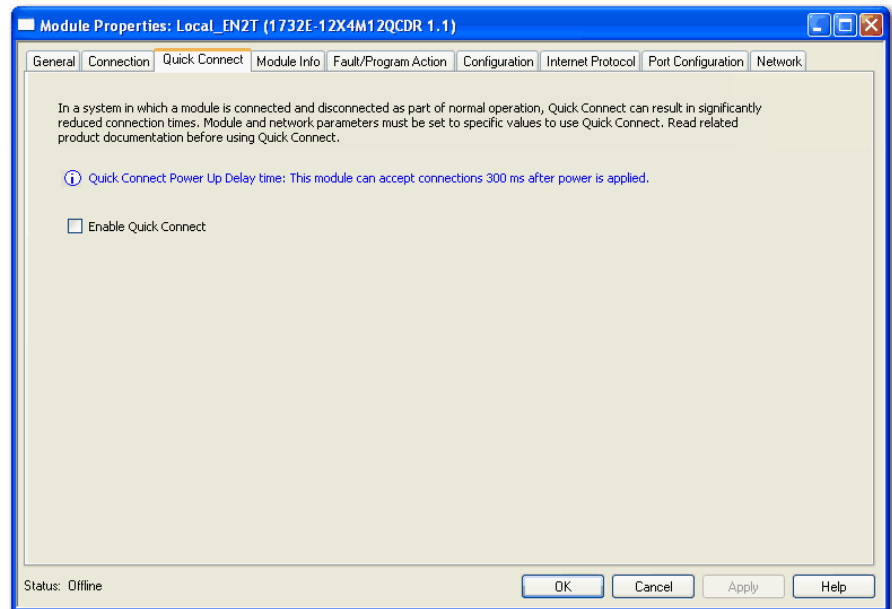 Module Properties: Local_EN2T (1732E-12X4M12QCDR 1.1)
General Connection Quick Connect Module Info Fault/Program Action Configuration Internet Protocol Port Configuration Network
In a system in which a module is connected and disconnected as part of normal operation, Quick Connect can result in significantly
reduced connection times. Module and network parameters must be set to specific values to use Quick Connect. Read related
product documentation before using Quick Connect.
Quick Connect Power Up Delay time: This module can accept connections 300 ms after power is applied.
Enable Quick Connect
Status: Offline OK Cancel Apply Help